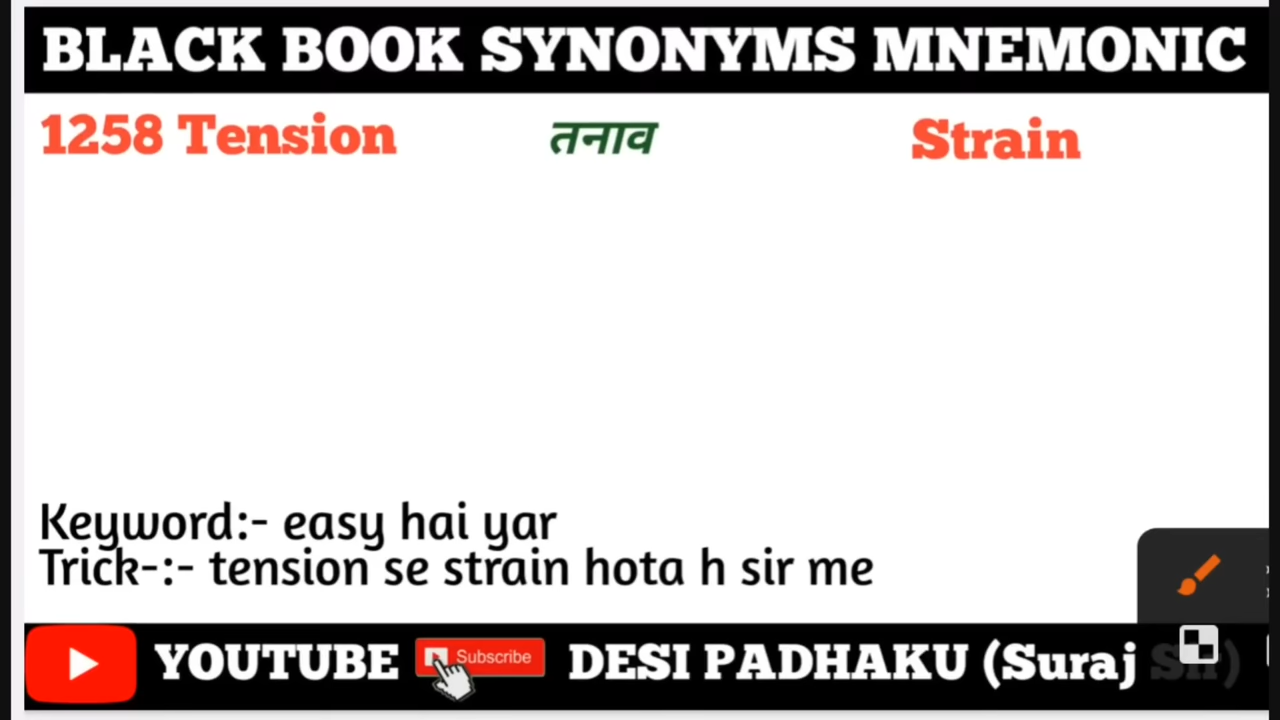 BLACK BOOK SYNONYMS MNEMONIC
1258 Tension तनाव Strain
Keyword:- easy hai yar
Trick-:- tension se strain hota h sir me
YOUTUBE Subscribe DESI PADHAKU (Suraj Sir)